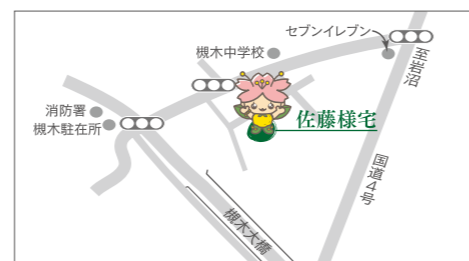 セブンイレブン
槻木中学校
至岩沼
消防署
槻木駐在所
佐藤様宅
国道4号
槻木大橋